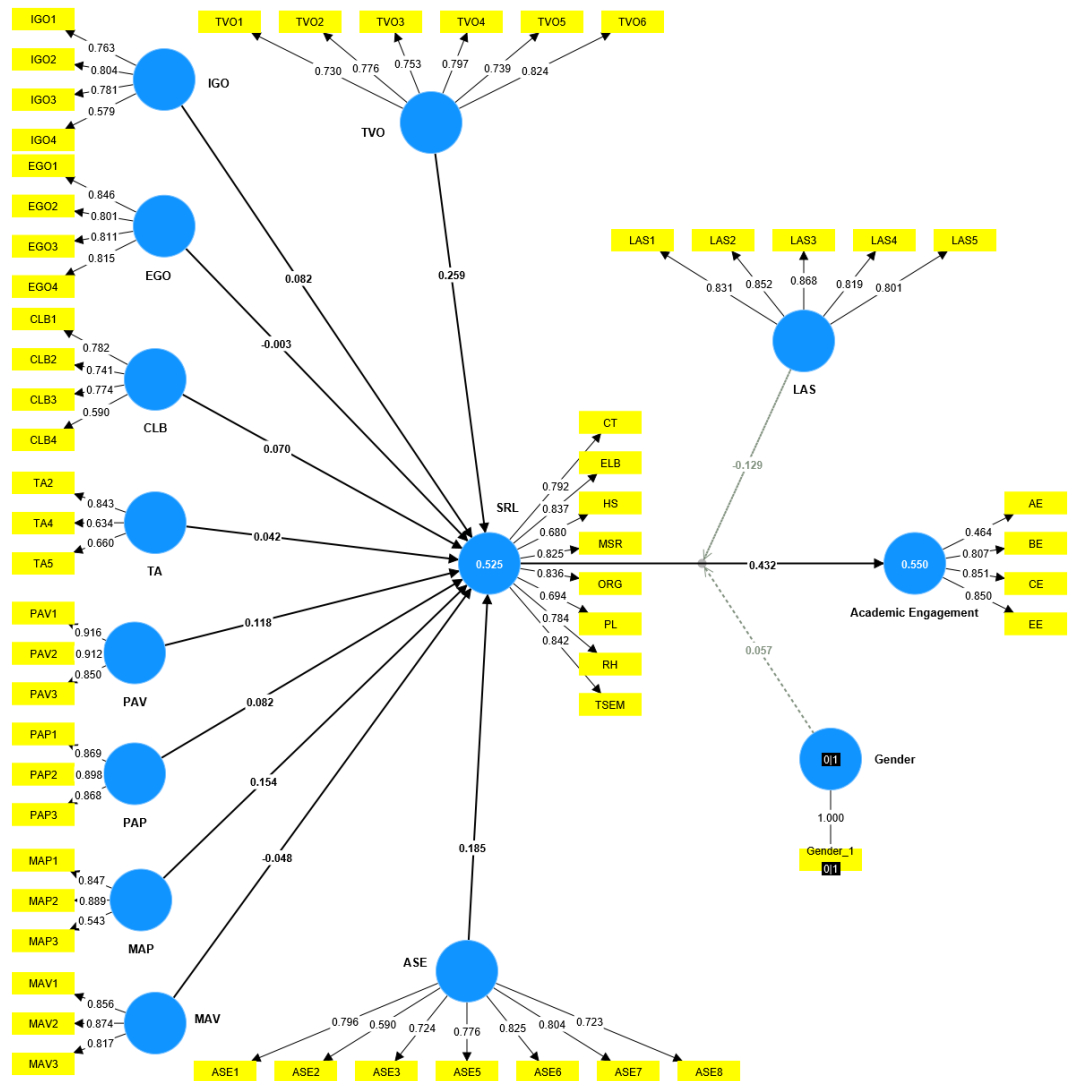 IGO1
IGO2
IGO3
IGO4
0.763
0.804
0.781
0.579
IGO
TVO1
TVO2
TVO3
TVO4
TVO5
TVO6
0.730
0.776
0.753
0.797
0.739
0.824
TVO
EGO1
EGO2
EGO3
EGO4
0.846
0.801
0.811
0.815
EGO
CLB1
CLB2
CLB3
CLB4
0.782
0.741
0.774
0.590
CLB
TA2
TA4
TA5
0.843
0.634
0.660
TA
PAV1
PAV2
PAV3
0.916
0.912
0.850
PAV
PAP1
PAP2
PAP3
0.869
0.898
0.868
PAP
MAP1
MAP2
MAP3
0.847
0.889
0.543
MAP
MAV1
MAV2
MAV3
0.856
0.874
0.817
MAV
0.082
-0.003
0.070
0.042
0.118
0.082
0.154
-0.048
0.259
0.185
ASE
0.796
0.590
0.724
0.776
0.825
0.804
0.723
ASE1
ASE2
ASE3
ASE5
ASE6
ASE7
ASE8
SRL
0.525
CT
ELB
HS
MSR
ORG
PL
RH
TSEM
0.792
0.837
0.680
0.825
0.836
0.694
0.784
0.842
LAS1
LAS2
LAS3
LAS4
LAS5
0.831
0.852
0.868
0.819
0.801
LAS
-0.129
0.432
0.057
0.550
Academic Engagement
AE
BE
CE
EE
0.464
0.807
0.851
0.850
0|1
Gender
1.000
Gender_1
0|1